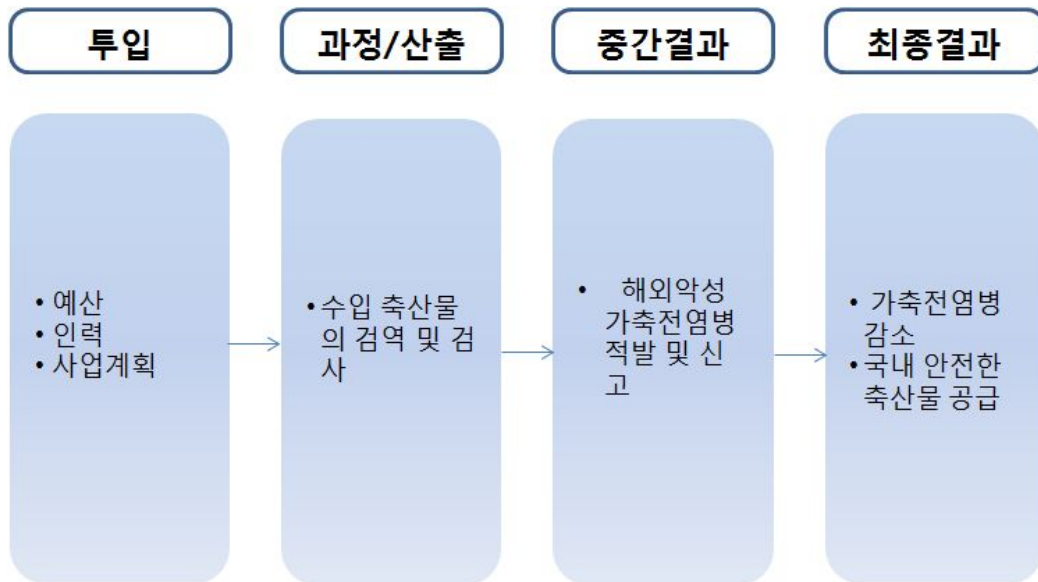 투입
과정/산출
중간결과
최종결과
• 예산
• 인력
• 사업계획
• 수입 축산물
의 검역 및 검
사
• 해외악성
가축전염병
적발 및 신
고
• 가축전염병
감소
• 국내 안전한
축산물 공급